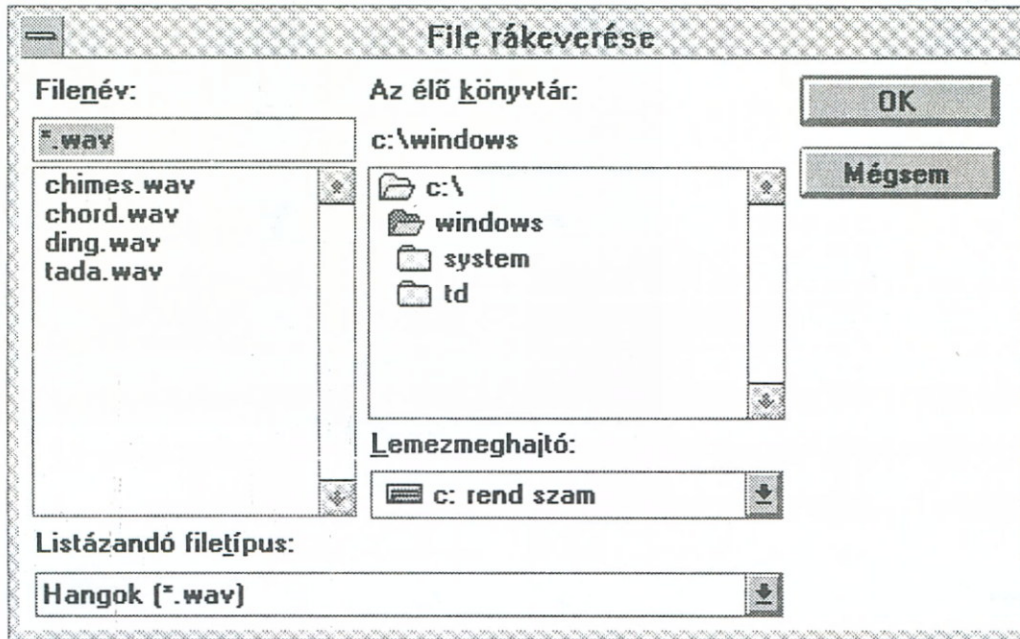 File rákeverése
Filenév:
*.wav
chimes.wav
chord.wav
ding.wav
tada.wav
Az élő könyvtár:
c:\windows
c:\
windows
system
td
OK
Mégsem
Lemezmeghajtó:
c: rend szam
Listázandó filetípus:
Hangok (*.wav)